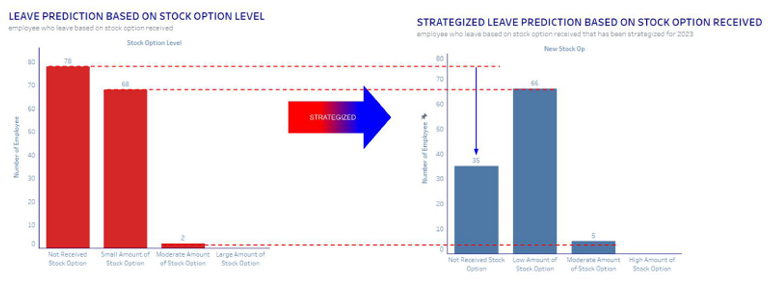 LEAVE PREDICTION BASED ON STOCK OPTION LEVEL
employee who leave based on stock option received
Stock Option Level
Number of Employee
80
70
60
50
40
30
20
10
0
78
68
2
Not Received
Stock Option
Small Amount of
Stock Option
Moderate Amount
of Stock Option
Large Amount of
Stock Option
STRATEGIZED
STRATEGIZED LEAVE PREDICTION BASED ON STOCK OPTION RECEIVED
employee who leave based on stock option received that has been strategized for 2023
New Stock Op
Number of Employee
80
70
60
50
40
30
20
10
0
35
66
5
Not Received Stock
Option
Low Amount of
Stock Option
Moderate Amount
of Stock Option
High Amount of
Stock Option